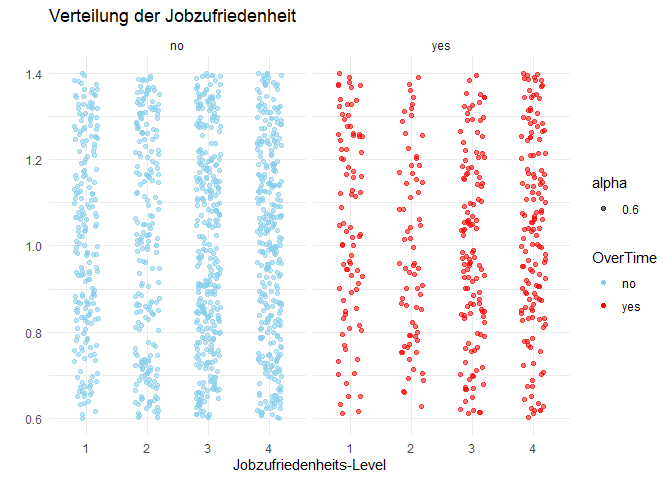 Verteilung der Jobzufriedenheit
no
yes
1.4
1.2
1.0
0.8
0.6
1 2 3 4
1 2 3 4
Jobzufriedenheits-Level
alpha
0.6
OverTime
no
yes